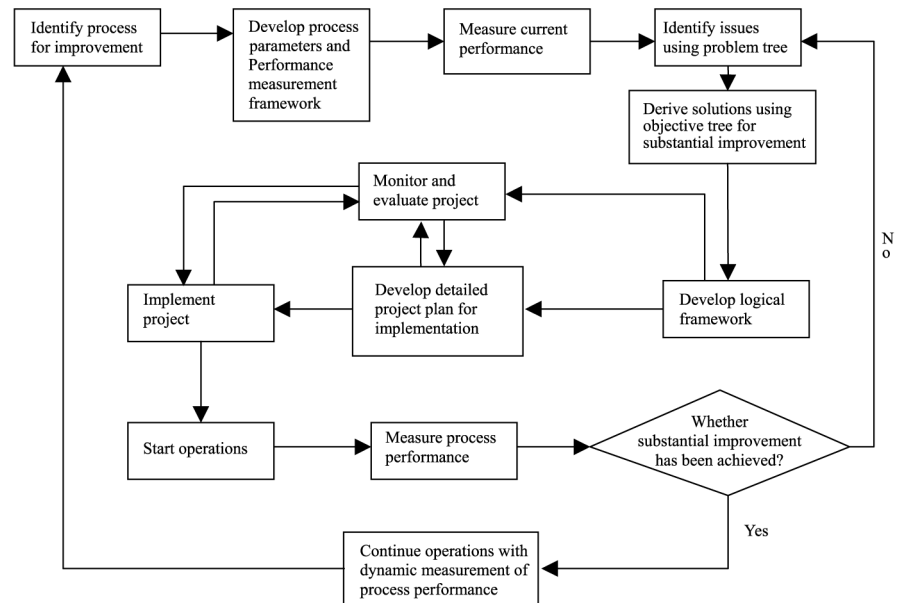 Identify process
for improvement
Develop process
parameters and
Performance
measurement
framework
Measure current
performance
Identify issues
using problem tree
Derive solutions using
objective tree for
substantial improvement
Monitor and
evaluate project
N
o
Implement
project
Develop detailed
project plan for
implementation
Develop logical
framework
Start operations
Measure process
performance
Whether
substantial improvement
has been achieved?
Yes
Continue operations with
dynamic measurement of
process performance